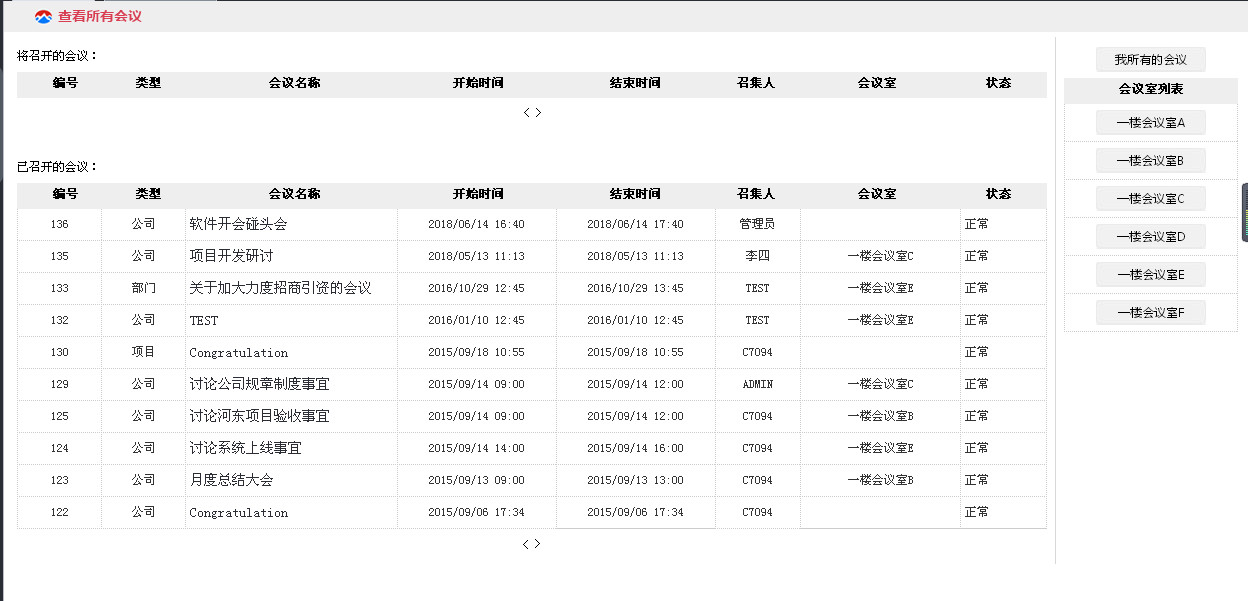 查看所有会议
将召开的会议：
编号 类型 会议名称 开始时间 结束时间 召集人 会议室 状态
< >
已召开的会议：
编号 类型 会议名称 开始时间 结束时间 召集人 会议室 状态
136 公司 软件开会碰头会 2018/06/14 16:40 2018/06/14 17:40 管理员 正常
135 公司 项目开发研讨 2018/05/13 11:13 2018/05/13 11:13 李四 一楼会议室C 正常
133 部门 关于加大力度招商引资的会议 2016/10/29 12:45 2016/10/29 13:45 TEST 一楼会议室E 正常
132 公司 TEST 2016/01/10 12:45 2016/01/10 12:45 TEST 一楼会议室E 正常
130 项目 Congratulation 2015/09/18 10:55 2015/09/18 10:55 C7094 正常
129 公司 讨论公司规章制度事宜 2015/09/14 09:00 2015/09/14 12:00 ADMIN 一楼会议室C 正常
125 公司 讨论河东项目验收事宜 2015/09/14 09:00 2015/09/14 12:00 C7094 一楼会议室B 正常
124 公司 讨论系统上线事宜 2015/09/14 14:00 2015/09/14 16:00 C7094 一楼会议室E 正常
123 公司 月度总结大会 2015/09/13 09:00 2015/09/13 13:00 C7094 一楼会议室B 正常
122 公司 Congratulation 2015/09/06 17:34 2015/09/06 17:34 C7094 正常
< >
我所有的会议
会议室列表
一楼会议室A
一楼会议室B
一楼会议室C
一楼会议室D
一楼会议室E
一楼会议室F